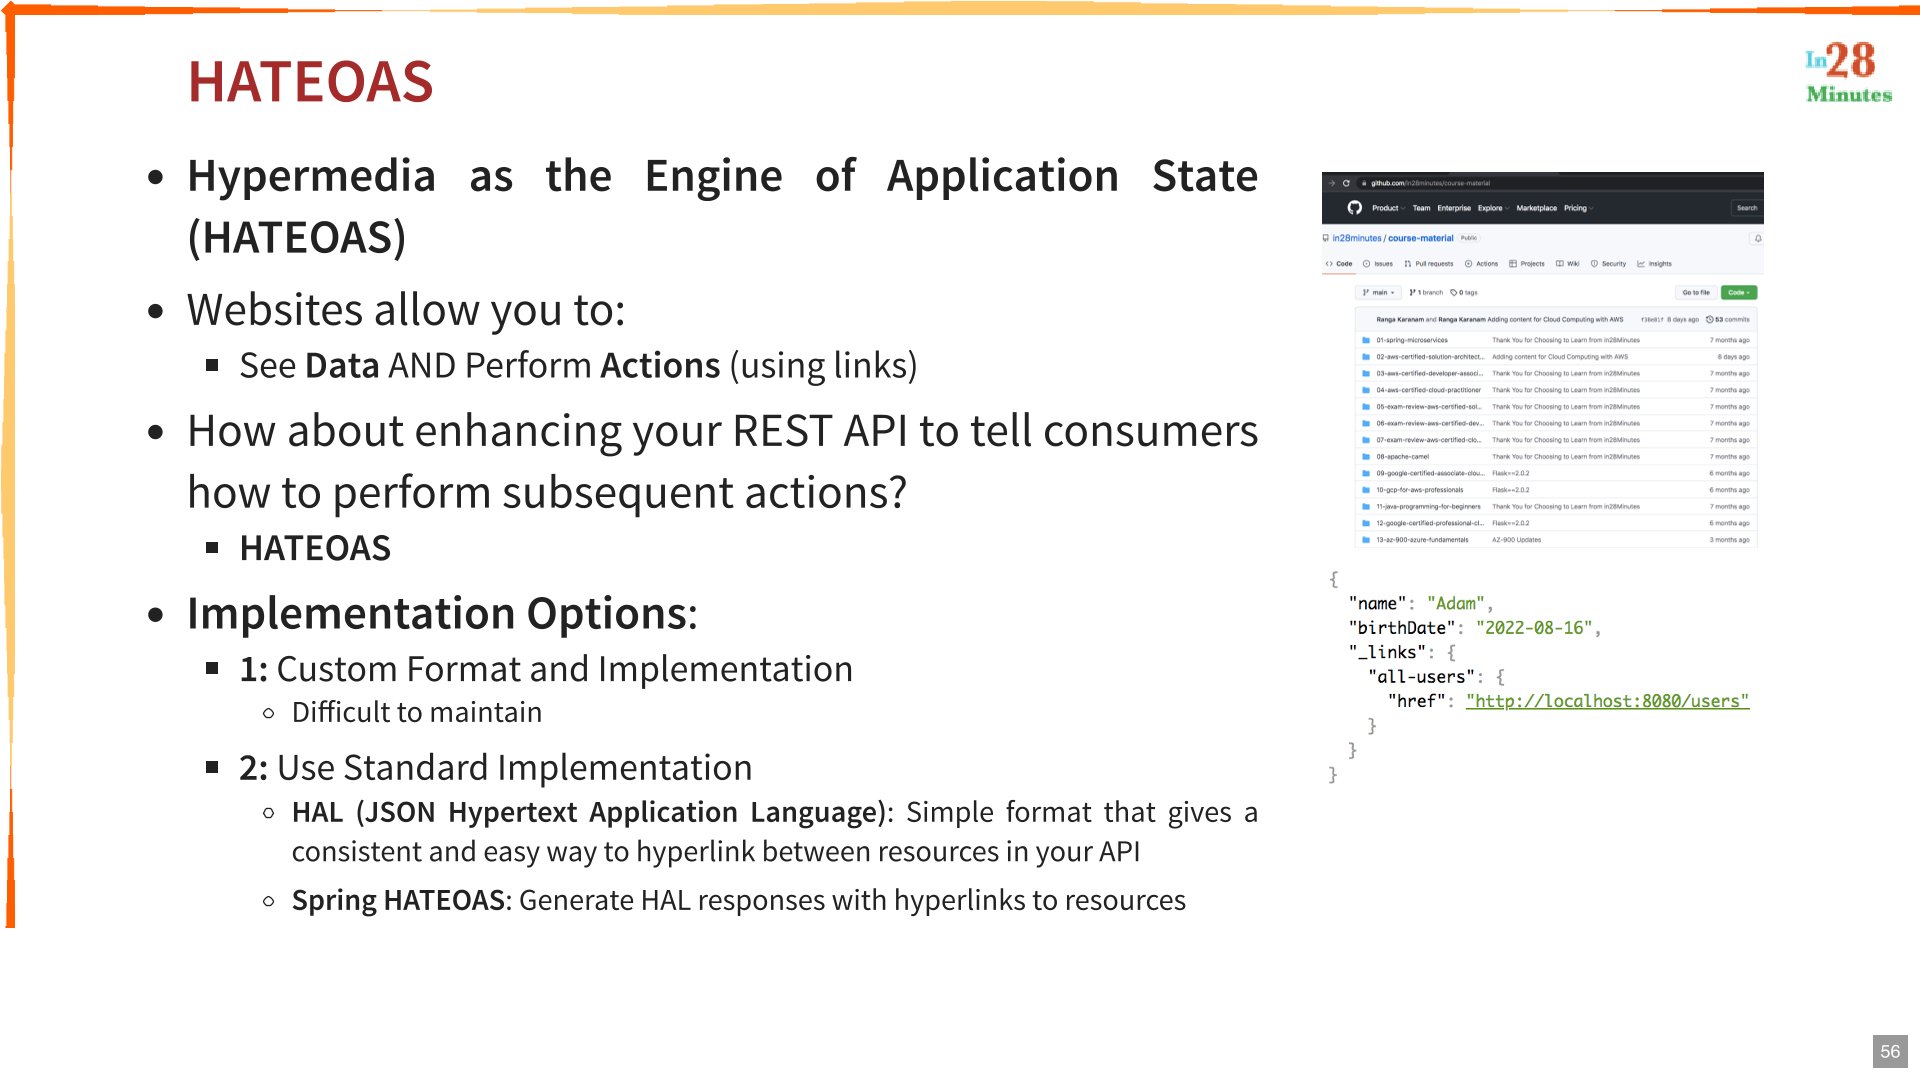 HATEOAS
In28
Minutes
Hypermedia as the Engine of Application State
(HATEOAS)
Websites allow you to:
See Data AND Perform Actions (using links)
How about enhancing your REST API to tell consumers
how to perform subsequent actions?
HATEOAS
Implementation Options:
1: Custom Format and Implementation
Difficult to maintain
2: Use Standard Implementation
HAL (JSON Hypertext Application Language): Simple format that gives a
consistent and easy way to hyperlink between resources in your API
Spring HATEOAS: Generate HAL responses with hyperlinks to resources
github.com/in28minutes/course-material
Product Team Enterprise Explore Marketplace Pricing Search
in28minutes / course-material Public
Code Issues Pull requests Actions Projects Wiki Security Insights
main 1 branch 0 tags Go to file Code
Ranga Karanam and Ranga Karanam Adding content for Cloud Computing with AWS 8 days ago 53 commits
01-spring-microservices Thank You for Choosing to Learn from in28Minutes 7 months ago
02-aws-certified-solution-architect... Adding content for Cloud Computing with AWS 8 days ago
03-aws-certified-developer-associ... Thank You for Choosing to Learn from in28Minutes 7 months ago
04-aws-certified-cloud-practitioner Thank You for Choosing to Learn from in28Minutes 7 months ago
05-exam-review-aws-certified-sol... Thank You for Choosing to Learn from in28Minutes 7 months ago
06-exam-review-aws-certified-dev... Thank You for Choosing to Learn from in28Minutes 7 months ago
07-exam-review-aws-certified-clo... Thank You for Choosing to Learn from in28Minutes 7 months ago
08-apache-camel Thank You for Choosing to Learn from in28Minutes 7 months ago
09-google-certified-associate-clou... Flask==2.0.2 6 months ago
10-gcp-for-aws-professionals Flask==2.0.2 6 months ago
11-java-programming-for-beginners Thank You for Choosing to Learn from in28Minutes 7 months ago
12-google-certified-professional-cl... Flask==2.0.2 6 months ago
13-az-900-azure-fundamentals AZ-900 Updates 3 months ago
{
"name": "Adam",
"birthDate": "2022-08-16",
"_links": {
"all-users": {
"href": "http://localhost:8080/users"
}
}
}
56